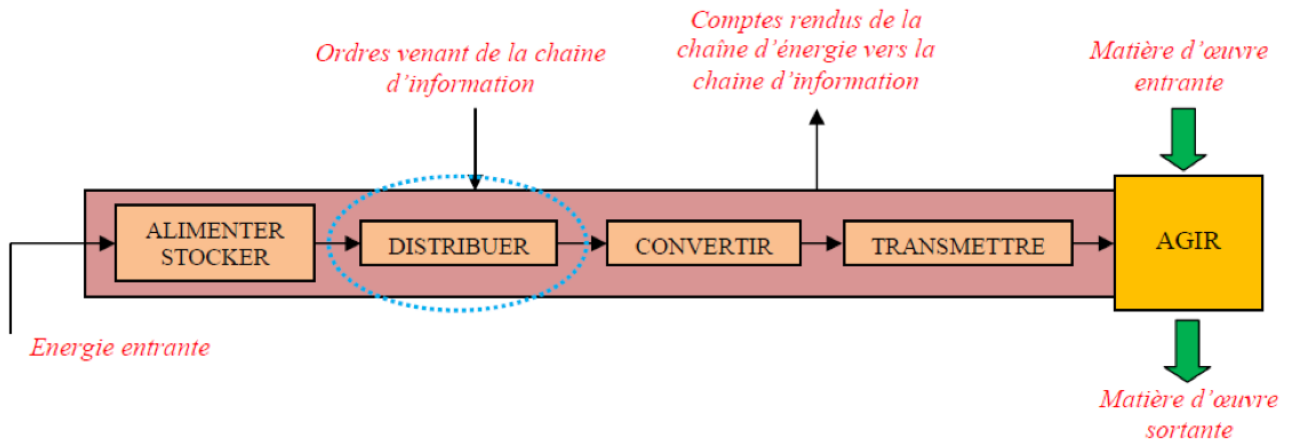 Ordres venant de la chaine
d'information
Comptes rendus de la
chaîne d'énergie vers la
chaine d'information
Matière d'œuvre
entrante
ALIMENTER
STOCKER
DISTRIBUER
CONVERTIR
TRANSMETTRE
AGIR
Energie entrante
Matière d'œuvre
sortante